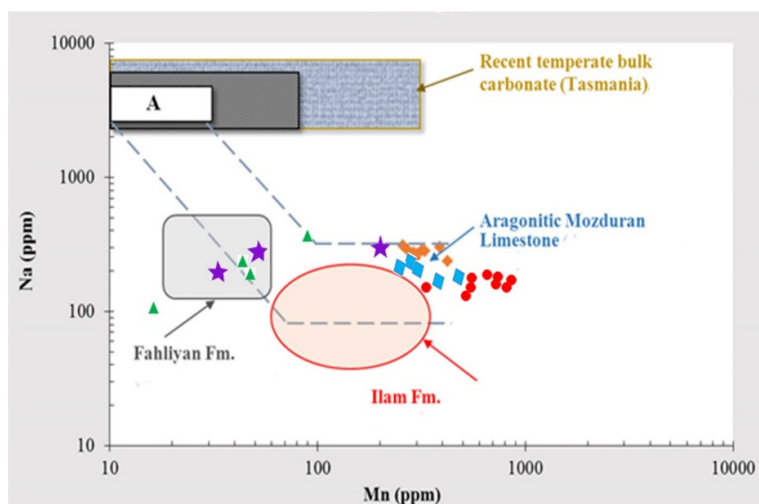 10000
Recent temperate bulk
carbonate (Tasmania)
A
1000
Na (ppm)
Aragonitic Mozduran
Limestone
100
Fahliyan Fm.
Ilam Fm.
10
10
100
1000
10000
Mn (ppm)